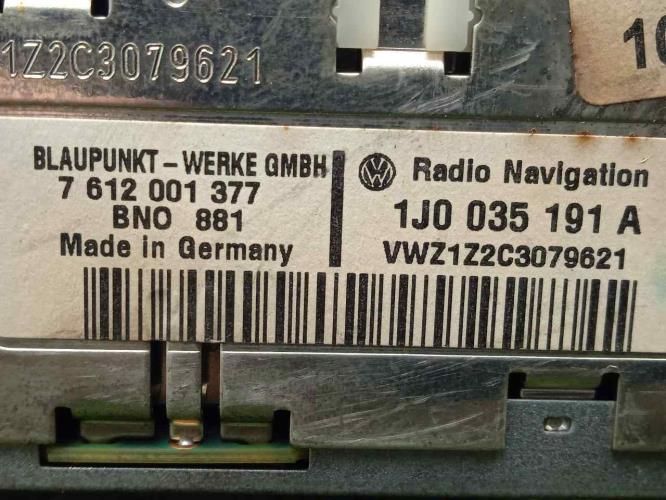 1Z2C3079621
BLAUPUNKT - WERKE GMBH
7 612 001 377
BNO 881
Made in Germany
VW Radio Navigation
1J0 035 191 A
VWZ1Z2C3079621